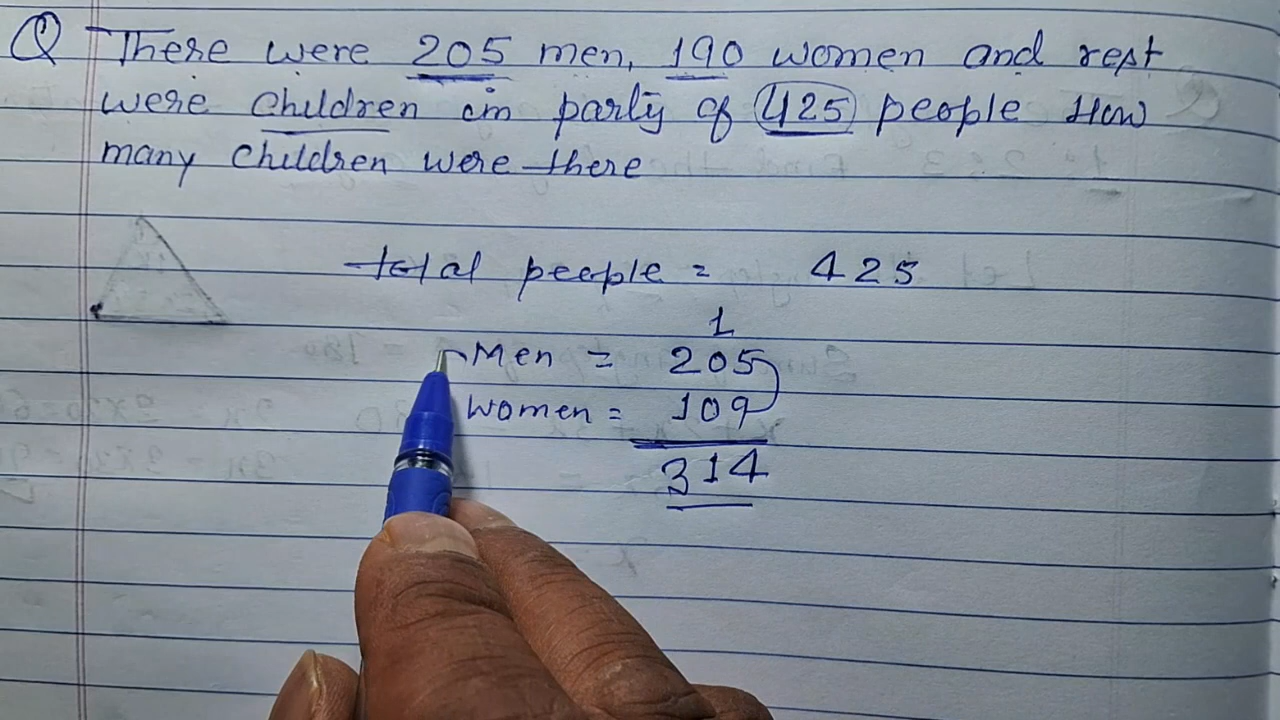 Q There were 205 men, 190 women and rest
were children in party of 425 people How
many children were there
total people = 425
1
Men = 205
Women = 109
314